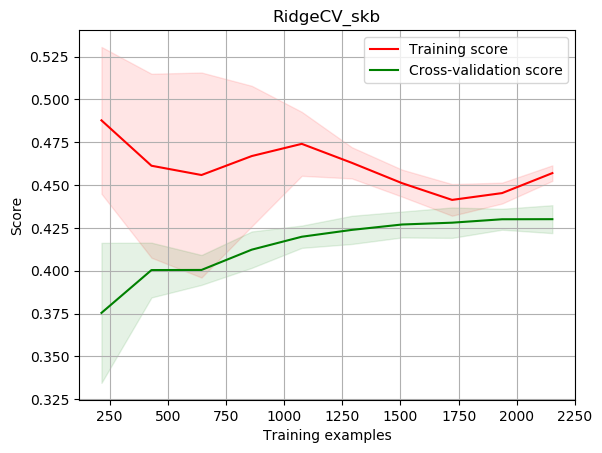 RidgeCV_skb
Training score
Cross-validation score
0.525
0.500
0.475
0.450
0.425
0.400
0.375
0.350
0.325
Score
250 500 750 1000 1250 1500 1750 2000 2250
Training examples